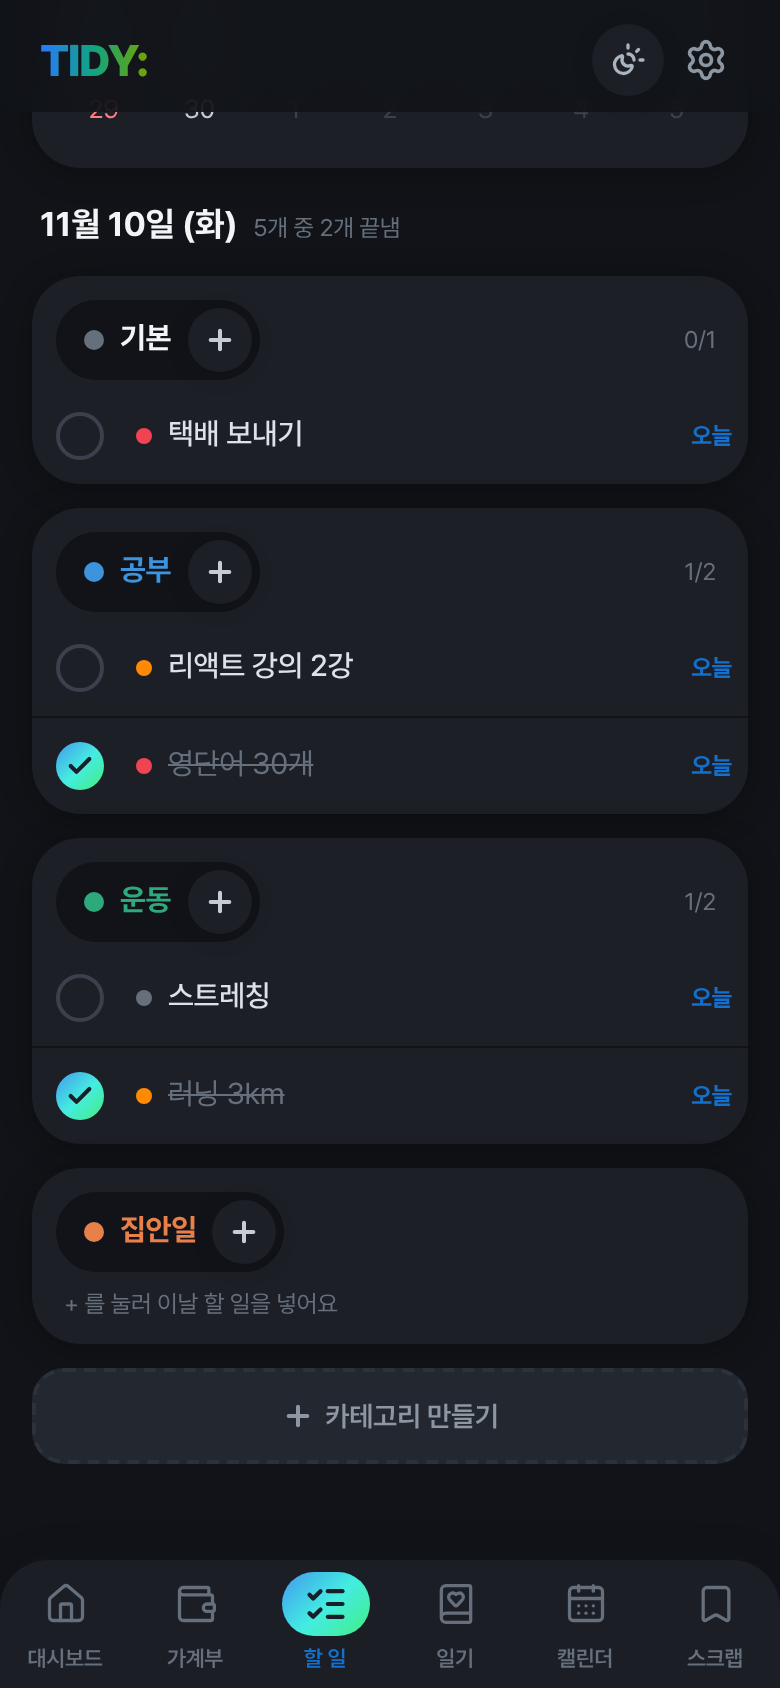 TIDY:
29 30 1 2 3 4 5
11월 10일 (화) 5개 중 2개 끝냄
기본 + 0/1
택배 보내기 오늘
공부 + 1/2
리액트 강의 2강 오늘
영단어 30개 오늘
운동 + 1/2
스트레칭 오늘
러닝 3km 오늘
집안일 +
+ 를 눌러 이날 할 일을 넣어요
+ 카테고리 만들기
대시보드 가계부 할 일 일기 캘린더 스크랩